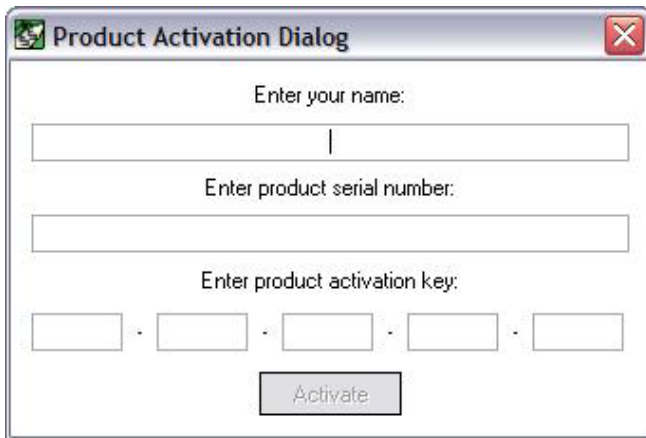 Product Activation Dialog
Enter your name:
Enter product serial number:
Enter product activation key:
- - - -
Activate